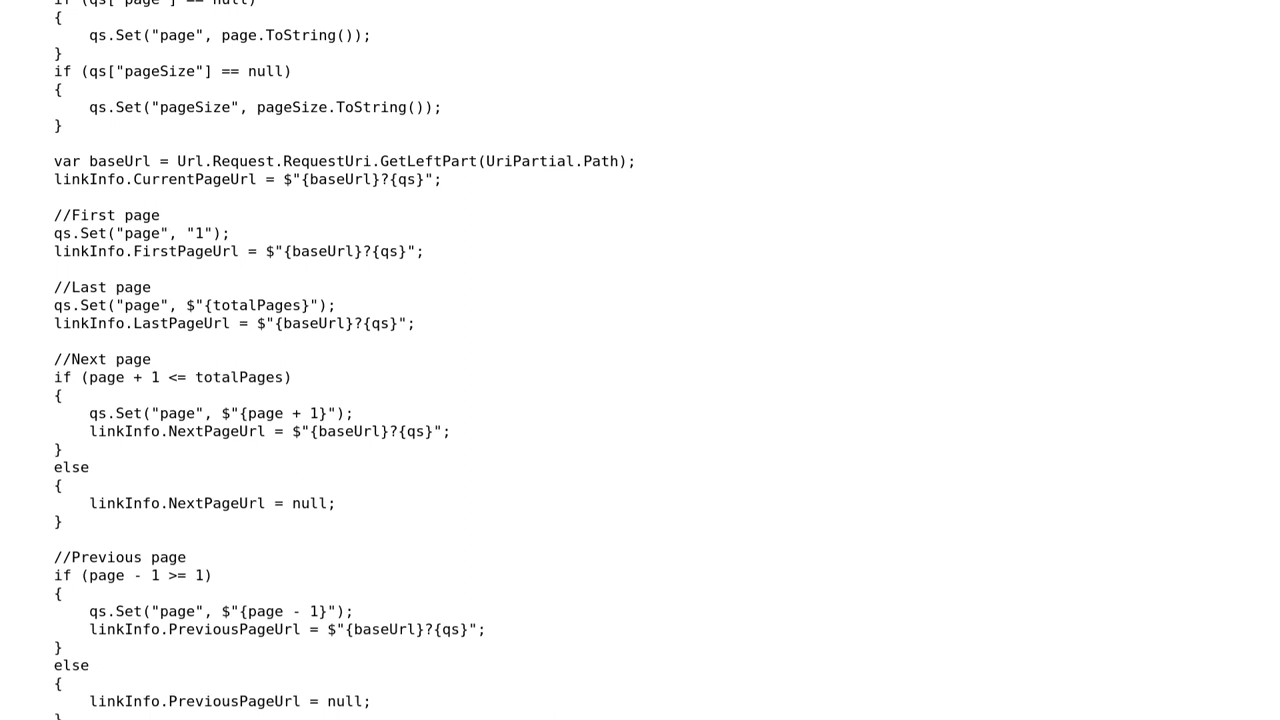 if (qs["page"] == null)
{
    qs.Set("page", page.ToString());
}
if (qs["pageSize"] == null)
{
    qs.Set("pageSize", pageSize.ToString());
}

var baseUrl = Url.Request.RequestUri.GetLeftPart(UriPartial.Path);
linkInfo.CurrentPageUrl = $"{baseUrl}?{qs}";

//First page
qs.Set("page", "1");
linkInfo.FirstPageUrl = $"{baseUrl}?{qs}";

//Last page
qs.Set("page", $"{totalPages}");
linkInfo.LastPageUrl = $"{baseUrl}?{qs}";

//Next page
if (page + 1 <= totalPages)
{
    qs.Set("page", $"{page + 1}");
    linkInfo.NextPageUrl = $"{baseUrl}?{qs}";
}
else
{
    linkInfo.NextPageUrl = null;
}

//Previous page
if (page - 1 >= 1)
{
    qs.Set("page", $"{page - 1}");
    linkInfo.PreviousPageUrl = $"{baseUrl}?{qs}";
}
else
{
    linkInfo.PreviousPageUrl = null;
}